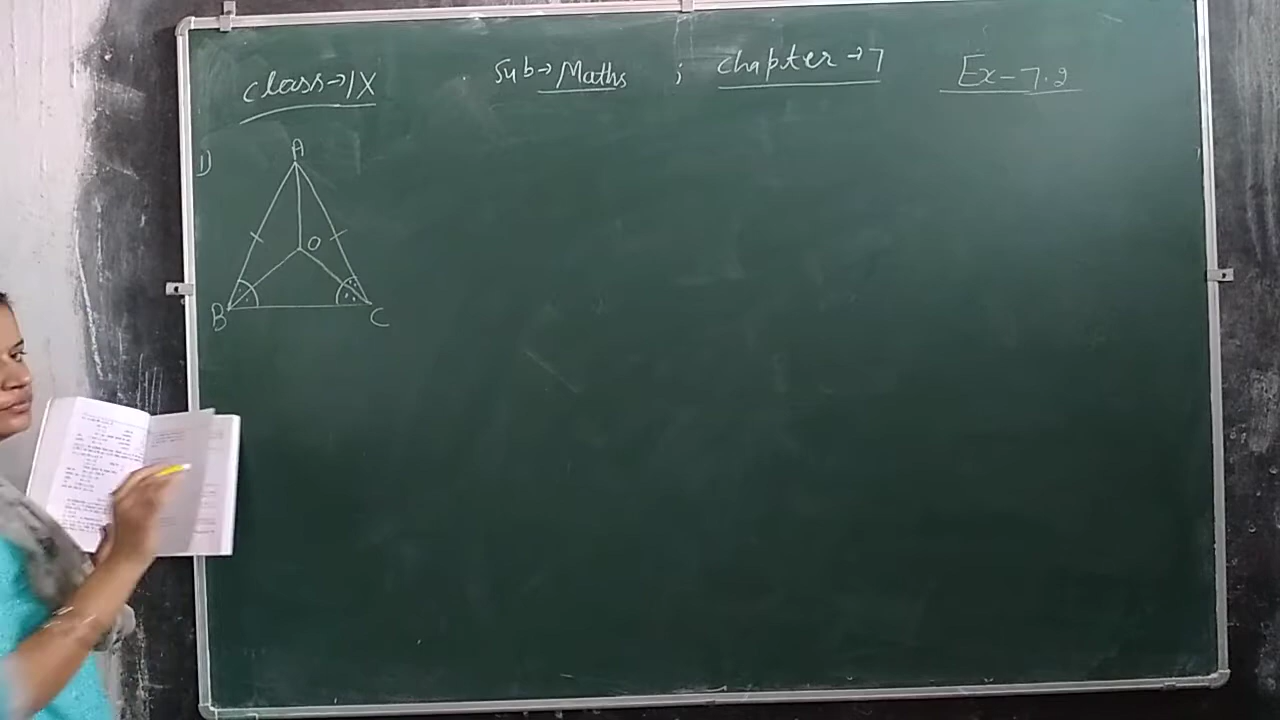 class→IX Sub→Maths ; chapter→7 Ex-7.2
1)
A
O
B C